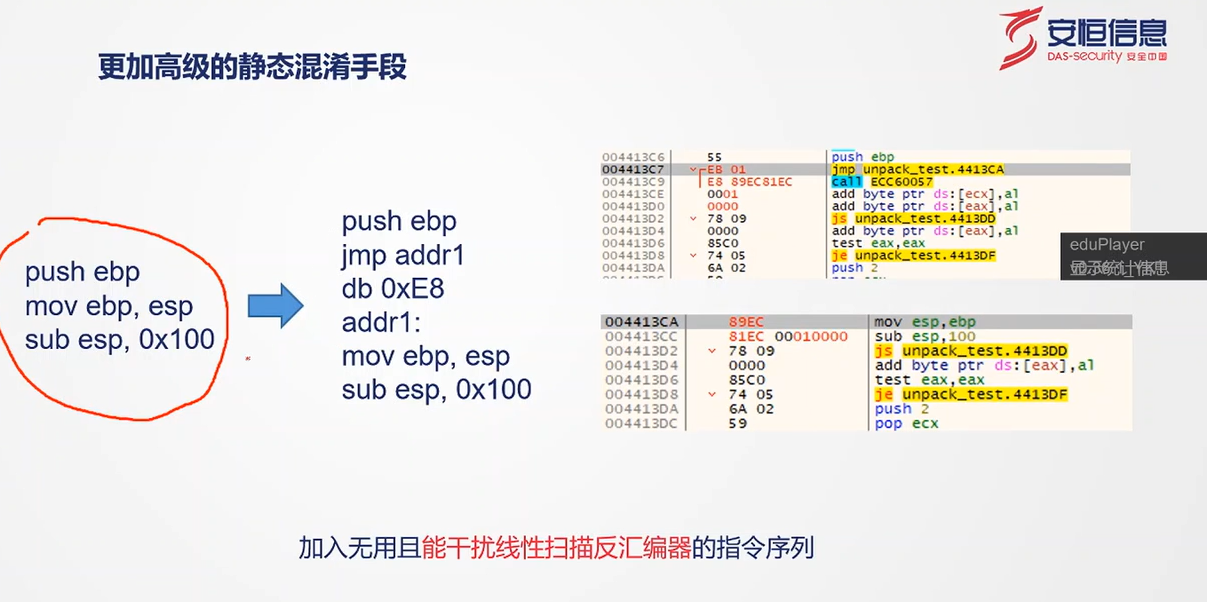 更加高级的静态混淆手段
安恒信息
DAS-security 安全中国
push ebp
mov ebp, esp
sub esp, 0x100
push ebp
jmp addr1
db 0xE8
addr1:
mov ebp, esp
sub esp, 0x100
004413C6 55 push ebp
004413C7 EB 01 jmp unpack_test.4413CA
004413C9 E8 89EC81EC call ECC60057
004413CE 0001 add byte ptr ds:[ecx],al
004413D0 0000 add byte ptr ds:[eax],al
004413D2 78 09 js unpack_test.4413DD
004413D4 0000 add byte ptr ds:[eax],al
004413D6 85C0 test eax,eax
004413D8 74 05 je unpack_test.4413DF
004413DA 6A 02 push 2
eduPlayer
显示统计信息
004413CA 89EC mov esp,ebp
004413CC 81EC 00010000 sub esp,100
004413D2 78 09 js unpack_test.4413DD
004413D4 0000 add byte ptr ds:[eax],al
004413D6 85C0 test eax,eax
004413D8 74 05 je unpack_test.4413DF
004413DA 6A 02 push 2
004413DC 59 pop ecx
加入无用且能干扰线性扫描反汇编器的指令序列